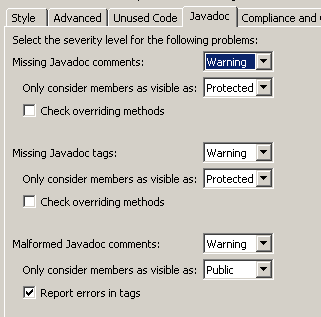 Style Advanced Unused Code Javadoc Compliance and
Select the severity level for the following problems:
Missing Javadoc comments: Warning
Only consider members as visible as: Protected
Check overriding methods
Missing Javadoc tags: Warning
Only consider members as visible as: Protected
Check overriding methods
Malformed Javadoc comments: Warning
Only consider members as visible as: Public
Report errors in tags